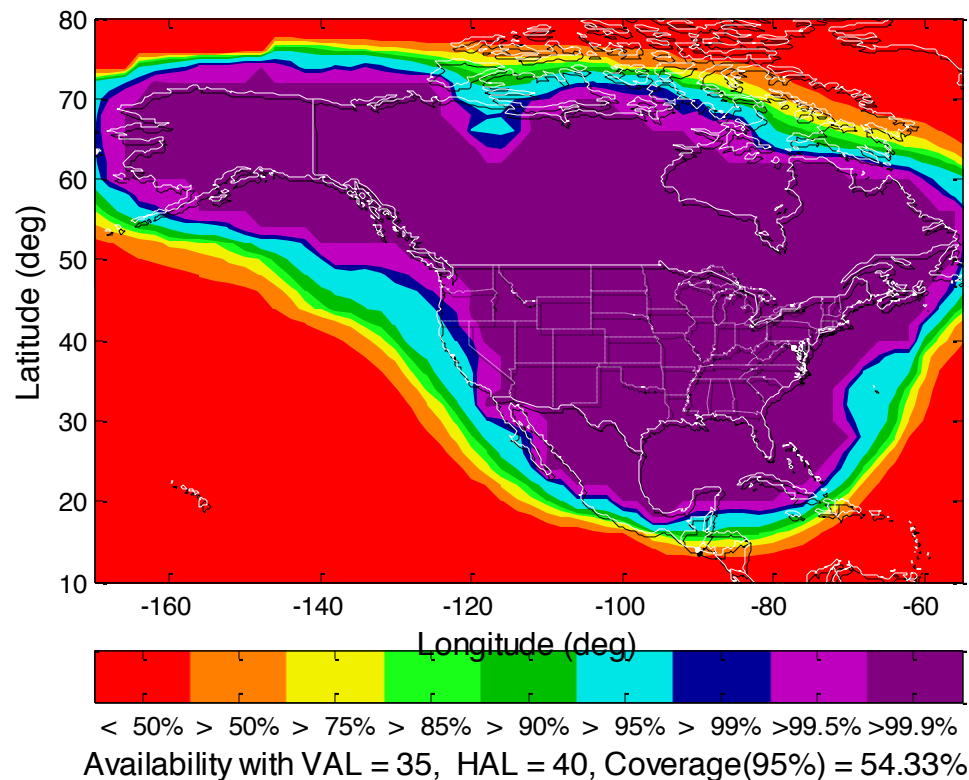 80
70
60
50
40
30
20
10
Latitude (deg)
-160 -140 -120 -100 -80 -60
Longitude (deg)
< 50% > 50% > 75% > 85% > 90% > 95% > 99% >99.5% >99.9%
Availability with VAL = 35, HAL = 40, Coverage(95%) = 54.33%